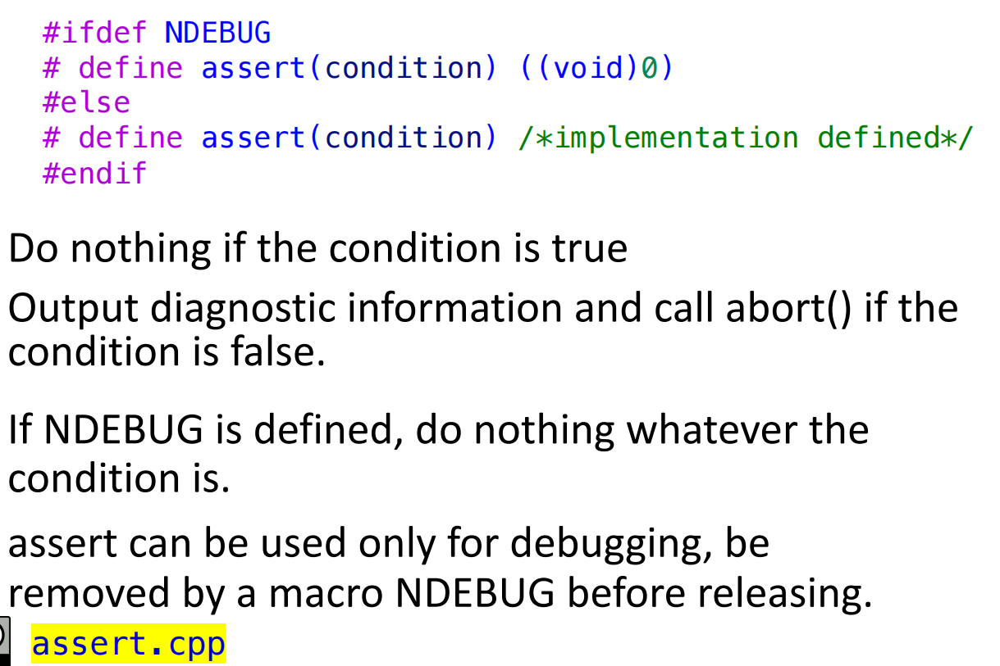 #ifdef NDEBUG
# define assert(condition) ((void)0)
#else
# define assert(condition) /*implementation defined*/
#endif
Do nothing if the condition is true
Output diagnostic information and call abort() if the
condition is false.
If NDEBUG is defined, do nothing whatever the
condition is.
assert can be used only for debugging, be
removed by a macro NDEBUG before releasing.
assert.cpp